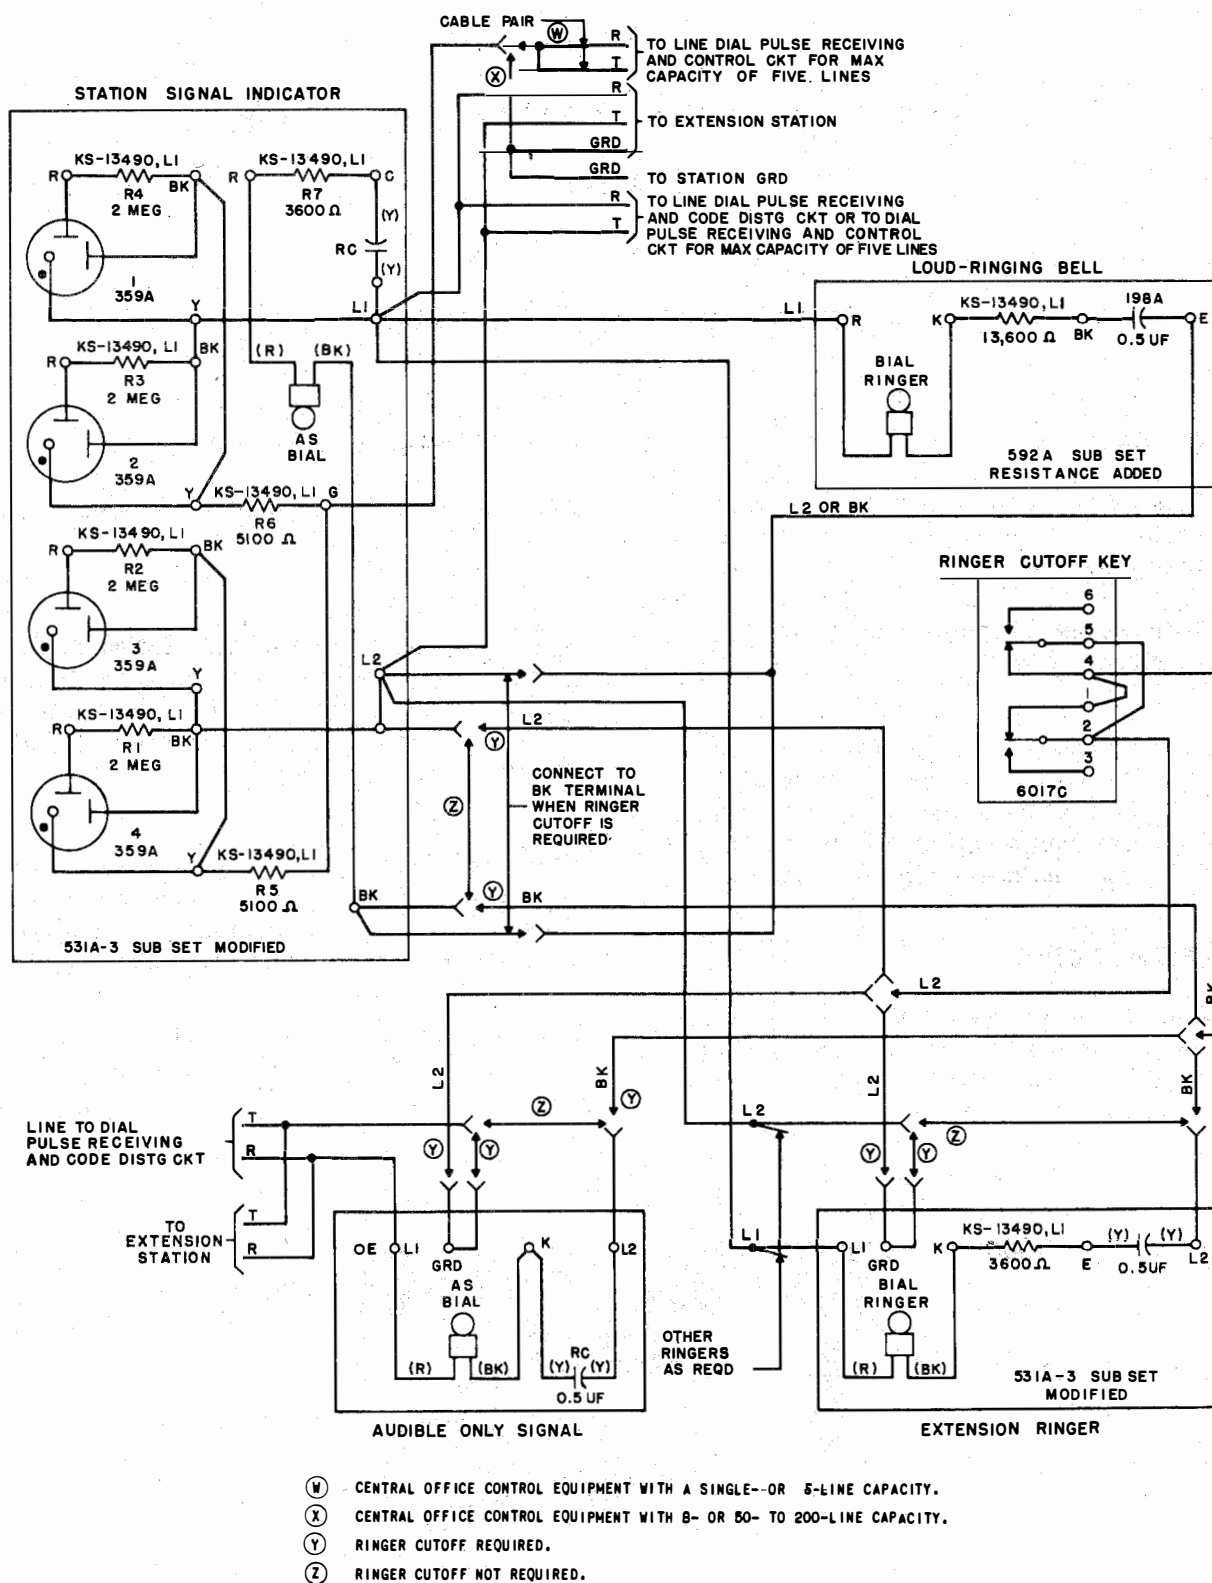 CABLE PAIR
W
R
T
TO LINE DIAL PULSE RECEIVING
AND CONTROL CKT FOR MAX
CAPACITY OF FIVE LINES
X
R
T
GRD
TO EXTENSION STATION
GRD
TO STATION GRD
R
T
TO LINE DIAL PULSE RECEIVING
AND CODE DISTG CKT OR TO DIAL
PULSE RECEIVING AND CONTROL
CKT FOR MAX CAPACITY OF FIVE LINES
STATION SIGNAL INDICATOR
KS-13490, L1
R
BK
R4
2 MEG
1
359A
Y
KS-13490, L1
R
C
R7
3600 Ω
(Y)
RC
(Y)
L1
KS-13490, L1
R
BK
R3
2 MEG
2
359A
Y
(R)
(BK)
AS
BIAL
KS-13490, L1
G
R6
5100 Ω
KS-13490, L1
R
BK
R2
2 MEG
3
359A
Y
L2
KS-13490, L1
R
BK
R1
2 MEG
4
359A
Y
KS-13490, L1
R5
5100 Ω
BK
531A-3 SUB SET MODIFIED
LOUD-RINGING BELL
L1
R
K
KS-13490, L1
13,600 Ω
BK
198A
0.5 UF
E
BIAL
RINGER
592A SUB SET
RESISTANCE ADDED
L2 OR BK
RINGER CUTOFF KEY
6
5
4
1
2
3
6017C
L2
Y
Z
CONNECT TO
BK TERMINAL
WHEN RINGER
CUTOFF IS
REQUIRED
Y
BK
L2
BK
L2
BK
Y
L2
BK
LINE TO DIAL
PULSE RECEIVING
AND CODE DISTG CKT
T
R
Z
Y
Y
L2
Y
Y
Z
TO
EXTENSION
STATION
T
R
OE
L1
GRD
K
L2
AS
BIAL
(R)
(BK)
(Y)
RC
(Y)
0.5 UF
AUDIBLE ONLY SIGNAL
L1
OTHER
RINGERS
AS REQD
L1
GRD
K
KS-13490, L1
3600 Ω
E
(Y)
(Y)
0.5UF
L2
BIAL
RINGER
(R)
(BK)
531A-3 SUB SET
MODIFIED
EXTENSION RINGER
W CENTRAL OFFICE CONTROL EQUIPMENT WITH A SINGLE--OR 5-LINE CAPACITY.
X CENTRAL OFFICE CONTROL EQUIPMENT WITH 8- OR 50- TO 200-LINE CAPACITY.
Y RINGER CUTOFF REQUIRED.
Z RINGER CUTOFF NOT REQUIRED.